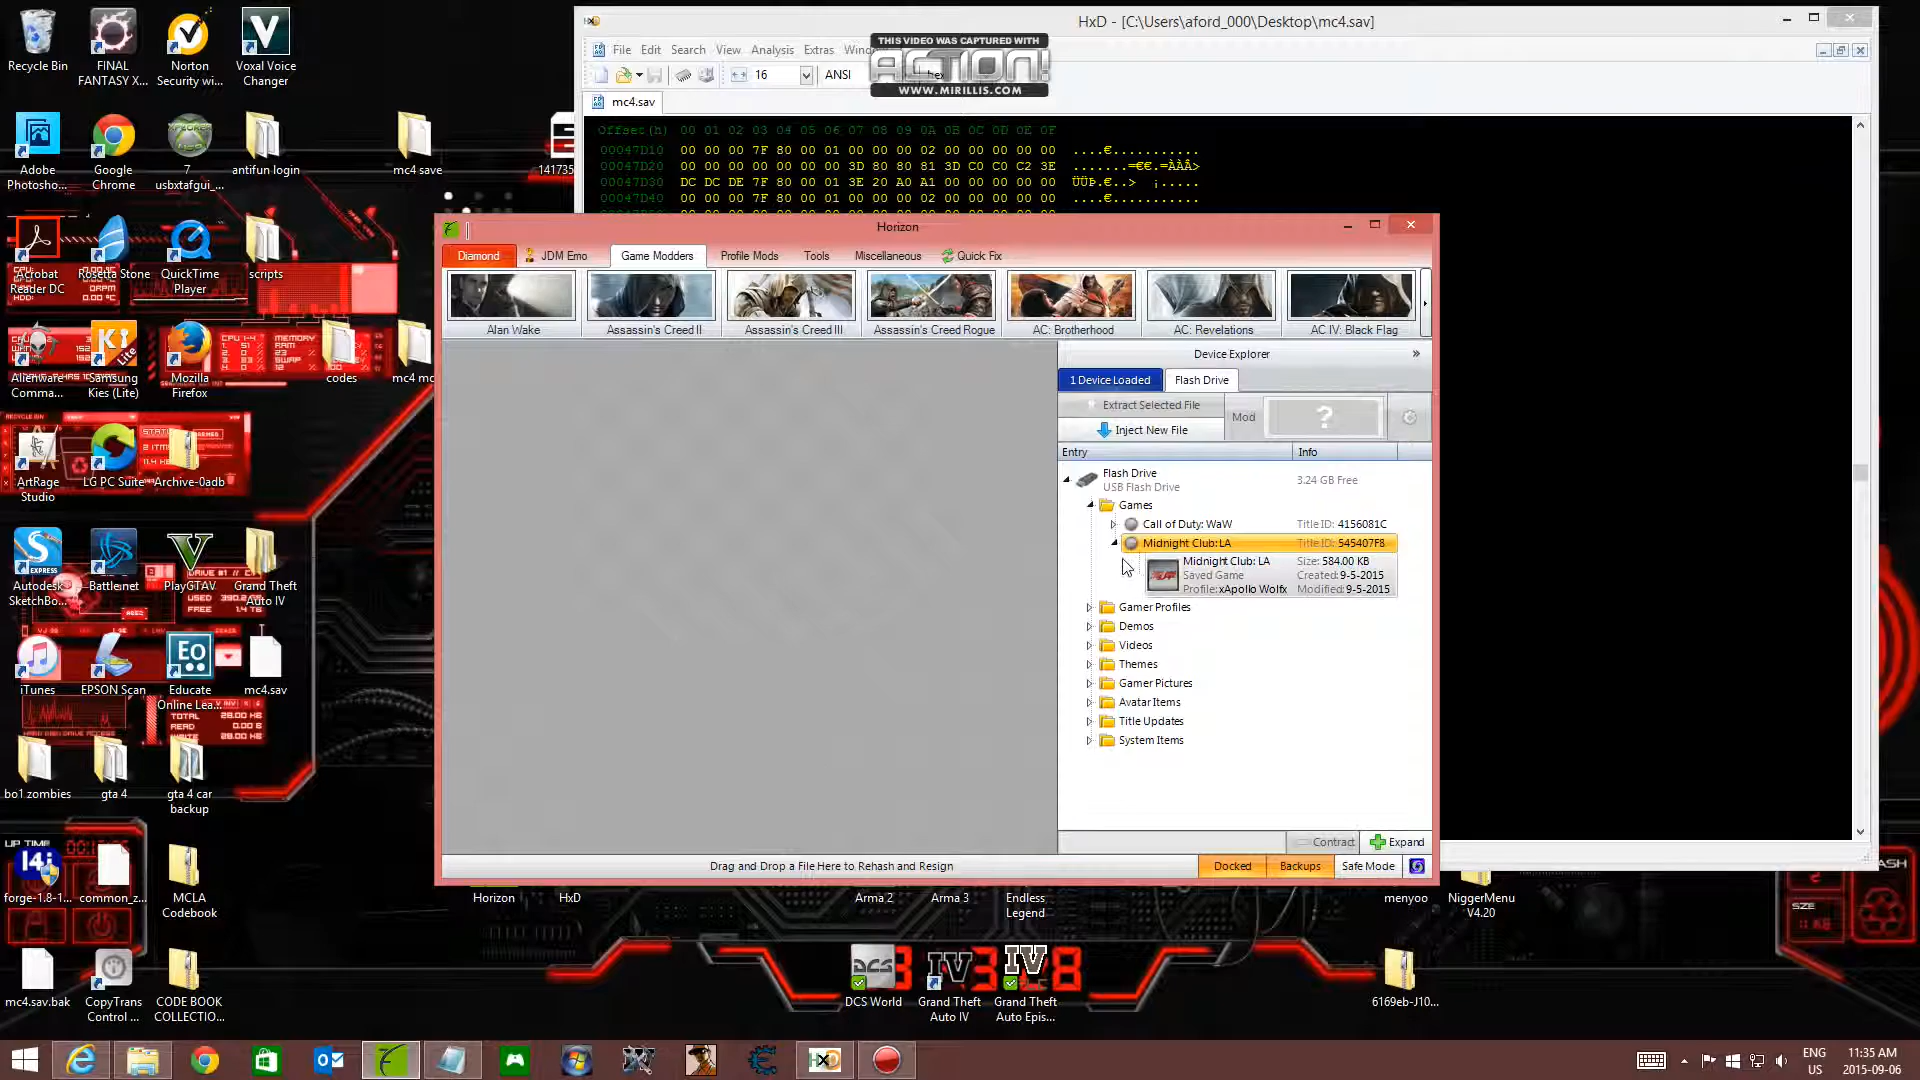 HxD - [C:\Users\aford_000\Desktop\mc4.sav]
File Edit Search View Analysis Extras
THIS VIDEO WAS CAPTURED WITH
ACTION!
WWW.MIRILLIS.COM
16 ANSI hex
mc4.sav
Offset(h) 00 01 02 03 04 05 06 07 08 09 0A 0B 0C 0D 0E 0F
00047D10 00 00 00 7F 80 00 01 00 00 00 02 00 00 00 00 00 ....€...........
00047D20 00 00 00 00 00 00 00 3D 80 80 81 3D C0 C0 C2 3E .......=€€.=ÀÀÂ>
00047D30 DC DC DE 7F 80 00 01 3E 20 A0 A1 00 00 00 00 00 ÜÜÞ.€..> ¡.....
00047D40 00 00 00 7F 80 00 01 00 00 00 02 00 00 00 00 00 ....€...........
Recycle Bin
FINAL FANTASY X...
Norton Security wi...
Voxal Voice Changer
Adobe Photosho...
Google Chrome
7 usbxtafgui_...
antifun login
mc4 save
141735
Acrobat Reader DC
Rosetta Stone
QuickTime Player
scripts
Alienware Comma...
Samsung Kies (Lite)
Mozilla Firefox
codes
mc4 mo
ArtRage Studio
LG PC Suite
Archive-0adb
Autodesk SketchBo...
Battlenet
PlayGTAV
Grand Theft Auto IV
iTunes
EPSON Scan
Educate Online Lea...
mc4.sav
bo1 zombies
gta 4
gta 4 car backup
forge-1.8-1...
common_z...
MCLA Codebook
mc4.sav.bak
CopyTrans Control ...
CODE BOOK COLLECTIO...
Horizon
Diamond JDM Emo Game Modders Profile Mods Tools Miscellaneous Quick Fix
Alan Wake Assassin's Creed II Assassin's Creed III Assassin's Creed Rogue AC: Brotherhood AC: Revelations AC IV: Black Flag
Device Explorer »
1 Device Loaded Flash Drive
Extract Selected File
Inject New File
Mod ?
Entry Info
Flash Drive
USB Flash Drive 3.24 GB Free
Games
Call of Duty: WaW Title ID: 4156081C
Midnight Club: LA Title ID: 545407F8
Midnight Club: LA Size: 584.00 KB
Saved Game Created: 9-5-2015
Profile: xApollo Wolfx Modified: 9-5-2015
Gamer Profiles
Demos
Videos
Themes
Gamer Pictures
Avatar Items
Title Updates
System Items
Contract Expand
Drag and Drop a File Here to Rehash and Resign
Docked Backups Safe Mode
Horizon
HxD
Arma 2
Arma 3
Endless Legend
menyoo
NiggerMenu V4.20
DCS World
Grand Theft Auto IV
Grand Theft Auto Epis...
6169eb-J10...
ENG
US
11:35 AM
2015-09-06